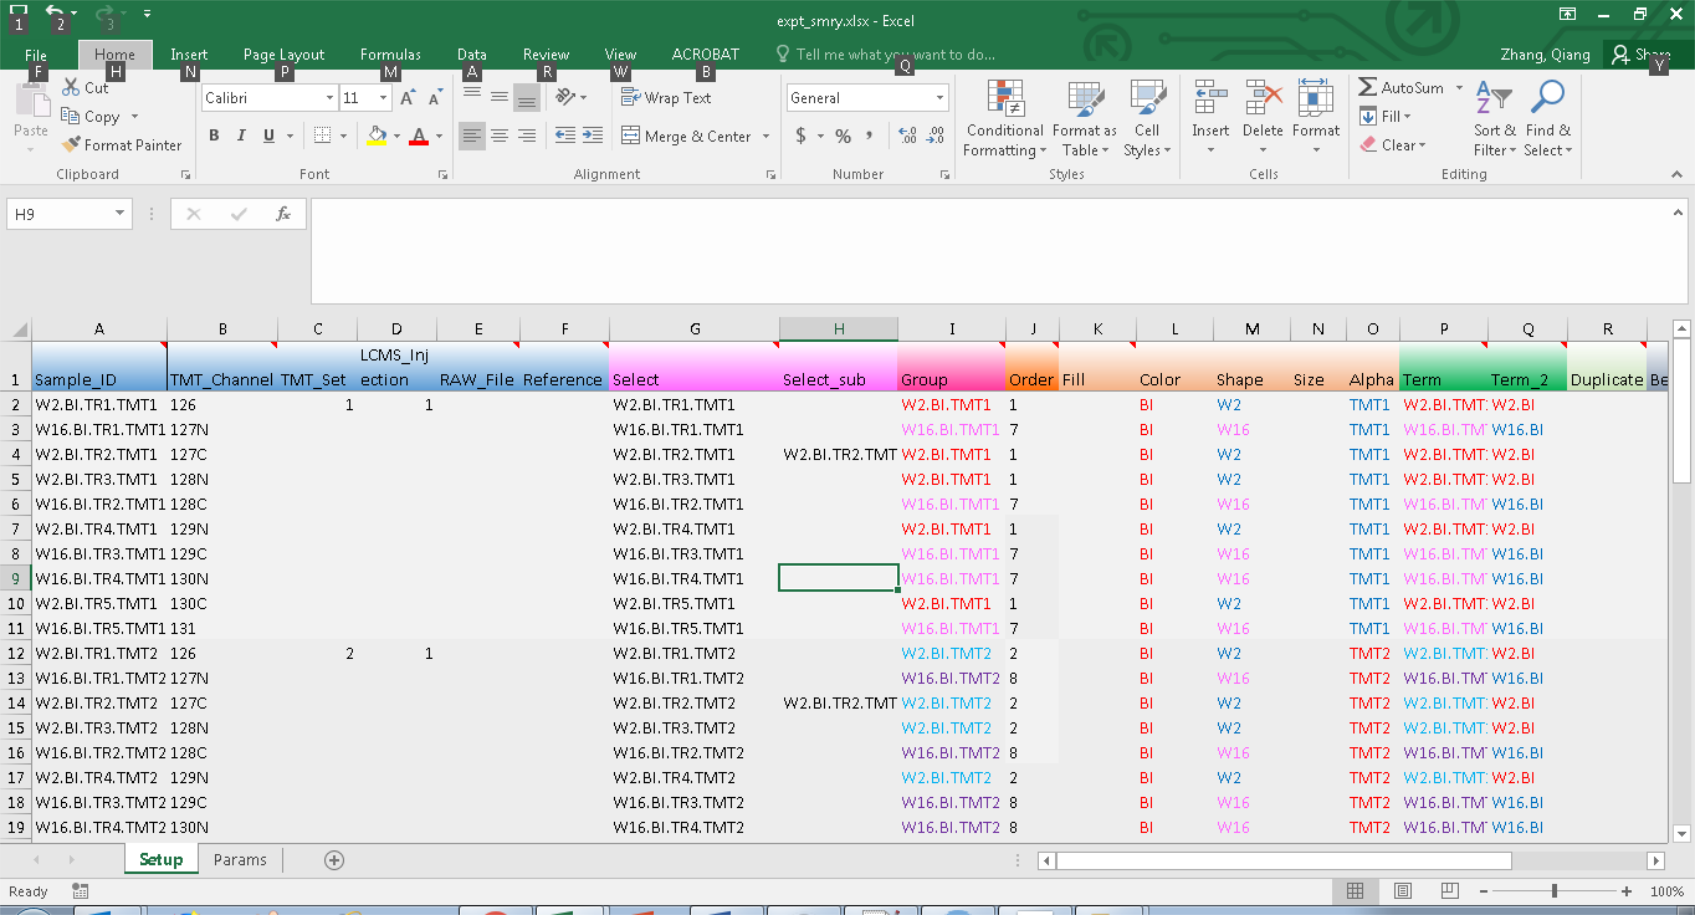 1 2 3
expt_smry.xlsx - Excel
File Home Insert Page Layout Formulas Data Review View ACROBAT Tell me what you want to do... Zhang, Qiang Share
F H N P M A R W B Q Y
Paste
Cut
Copy
Format Painter
Calibri 11 A A
B I U A
Wrap Text
Merge & Center
General
$ % ,
Conditional Formatting
Format as Table
Cell Styles
Insert Delete Format
AutoSum
Fill
Clear
Sort & Filter
Find & Select
Clipboard Font Alignment Number Styles Cells Editing
H9 fx
A B C D E F G H I J K L M N O P Q R
1 Sample_ID TMT_Channel TMT_Set LCMS_Injection RAW_File Reference Select Select_sub Group Order Fill Color Shape Size Alpha Term Term_2 Duplicate Be
2 W2.BI.TR1.TMT1 126 1 1 W2.BI.TR1.TMT1 W2.BI.TMT1 1 BI W2 TMT1 W2.BI.TMT W2.BI
3 W16.BI.TR1.TMT1 127N W16.BI.TR1.TMT1 W16.BI.TMT1 7 BI W16 TMT1 W16.BI.TM W16.BI
4 W2.BI.TR2.TMT1 127C W2.BI.TR2.TMT1 W2.BI.TR2.TMT W2.BI.TMT1 1 BI W2 TMT1 W2.BI.TMT W2.BI
5 W2.BI.TR3.TMT1 128N W2.BI.TR3.TMT1 W2.BI.TMT1 1 BI W2 TMT1 W2.BI.TMT W2.BI
6 W16.BI.TR2.TMT1 128C W16.BI.TR2.TMT1 W16.BI.TMT1 7 BI W16 TMT1 W16.BI.TM W16.BI
7 W2.BI.TR4.TMT1 129N W2.BI.TR4.TMT1 W2.BI.TMT1 1 BI W2 TMT1 W2.BI.TMT W2.BI
8 W16.BI.TR3.TMT1 129C W16.BI.TR3.TMT1 W16.BI.TMT1 7 BI W16 TMT1 W16.BI.TM W16.BI
9 W16.BI.TR4.TMT1 130N W16.BI.TR4.TMT1 W16.BI.TMT1 7 BI W16 TMT1 W16.BI.TM W16.BI
10 W2.BI.TR5.TMT1 130C W2.BI.TR5.TMT1 W2.BI.TMT1 1 BI W2 TMT1 W2.BI.TMT W2.BI
11 W16.BI.TR5.TMT1 131 W16.BI.TR5.TMT1 W16.BI.TMT1 7 BI W16 TMT1 W16.BI.TM W16.BI
12 W2.BI.TR1.TMT2 126 2 1 W2.BI.TR1.TMT2 W2.BI.TMT2 2 BI W2 TMT2 W2.BI.TMT W2.BI
13 W16.BI.TR1.TMT2 127N W16.BI.TR1.TMT2 W16.BI.TMT2 8 BI W16 TMT2 W16.BI.TM W16.BI
14 W2.BI.TR2.TMT2 127C W2.BI.TR2.TMT2 W2.BI.TR2.TMT W2.BI.TMT2 2 BI W2 TMT2 W2.BI.TMT W2.BI
15 W2.BI.TR3.TMT2 128N W2.BI.TR3.TMT2 W2.BI.TMT2 2 BI W2 TMT2 W2.BI.TMT W2.BI
16 W16.BI.TR2.TMT2 128C W16.BI.TR2.TMT2 W16.BI.TMT2 8 BI W16 TMT2 W16.BI.TM W16.BI
17 W2.BI.TR4.TMT2 129N W2.BI.TR4.TMT2 W2.BI.TMT2 2 BI W2 TMT2 W2.BI.TMT W2.BI
18 W16.BI.TR3.TMT2 129C W16.BI.TR3.TMT2 W16.BI.TMT2 8 BI W16 TMT2 W16.BI.TM W16.BI
19 W16.BI.TR4.TMT2 130N W16.BI.TR4.TMT2 W16.BI.TMT2 8 BI W16 TMT2 W16.BI.TM W16.BI
Setup Params
Ready 100%